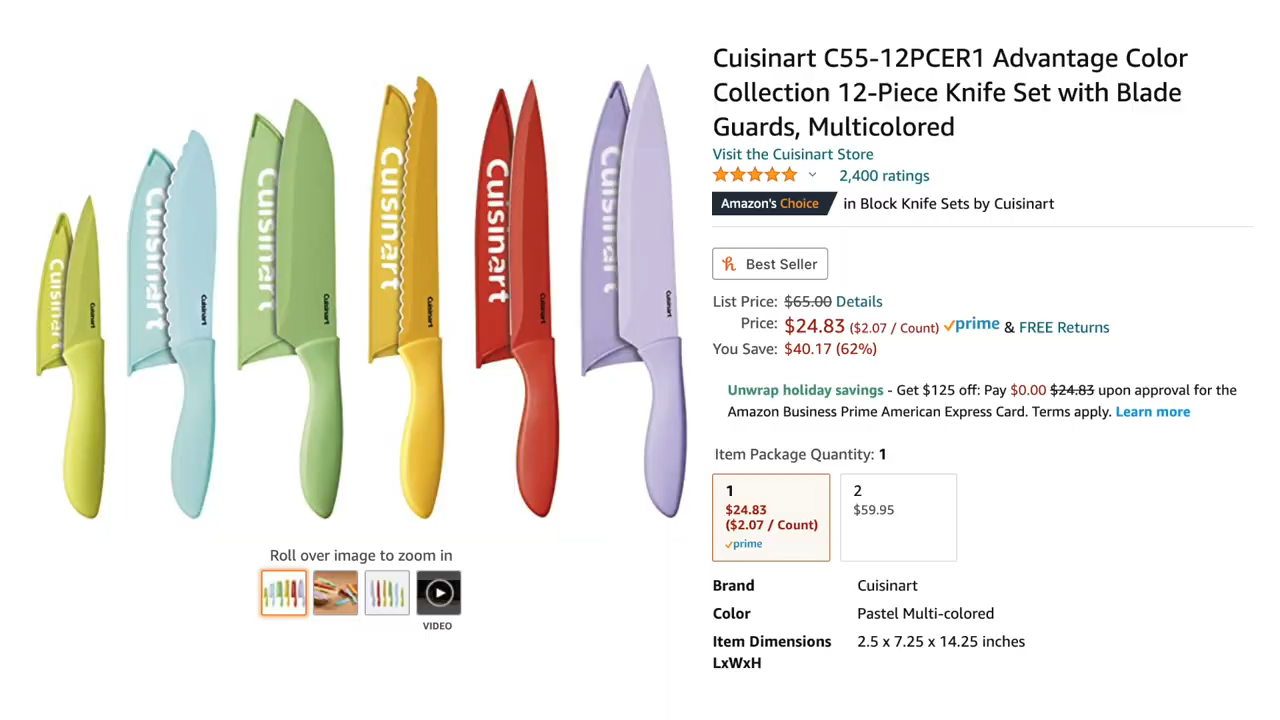 Cuisinart C55-12PCER1 Advantage Color
Collection 12-Piece Knife Set with Blade
Guards, Multicolored
Visit the Cuisinart Store
2,400 ratings
Amazon's Choice in Block Knife Sets by Cuisinart
Best Seller
List Price: $65.00 Details
Price: $24.83 ($2.07 / Count) prime & FREE Returns
You Save: $40.17 (62%)
Unwrap holiday savings - Get $125 off: Pay $0.00 $24.83 upon approval for the
Amazon Business Prime American Express Card. Terms apply. Learn more
Item Package Quantity: 1
1
$24.83
($2.07 / Count)
prime
2
$59.95
Brand Cuisinart
Color Pastel Multi-colored
Item Dimensions 2.5 x 7.25 x 14.25 inches
LxWxH
Cuisinart
Cuisinart
Cuisinart
Cuisinart
Cuisinart
Cuisinart
Cuisinart
Cuisinart
Cuisinart
Cuisinart
Cuisinart
Cuisinart
Roll over image to zoom in
VIDEO